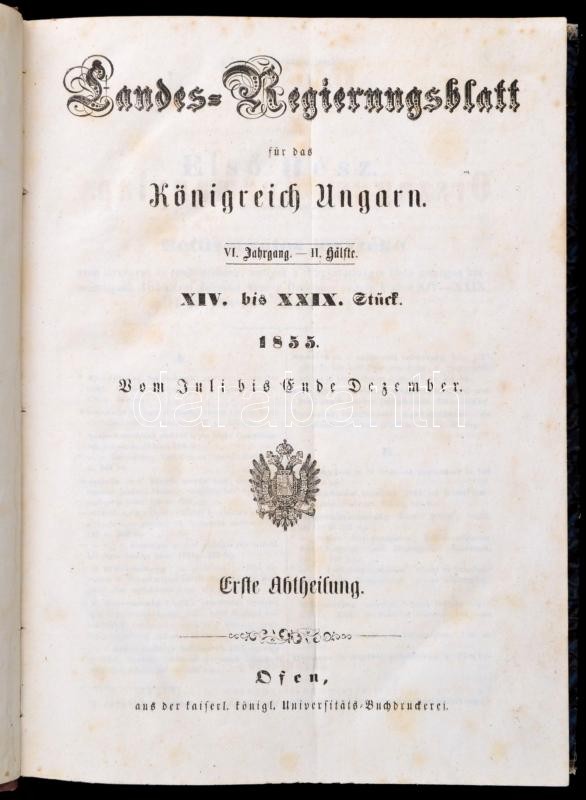 Landes-Regierungsblatt
für das
Königreich Ungarn.
VI. Jahrgang. — II. Hälfte.
XIV. bis XXIX. Stück.
1855.
Vom Juli bis Ende Dezember.
darabanth
Erste Abtheilung.
Ofen,
aus der kaiserl. königl. Universitäts-Buchdruckerei.